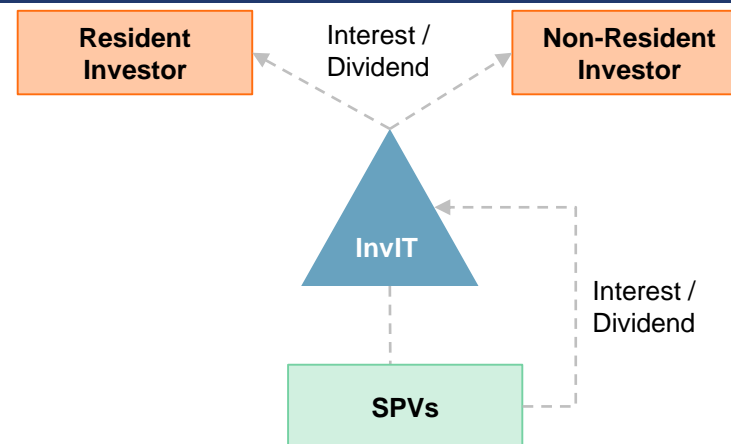 Resident
Investor
Interest /
Dividend
Non-Resident
Investor
InvIT
Interest /
Dividend
SPVs